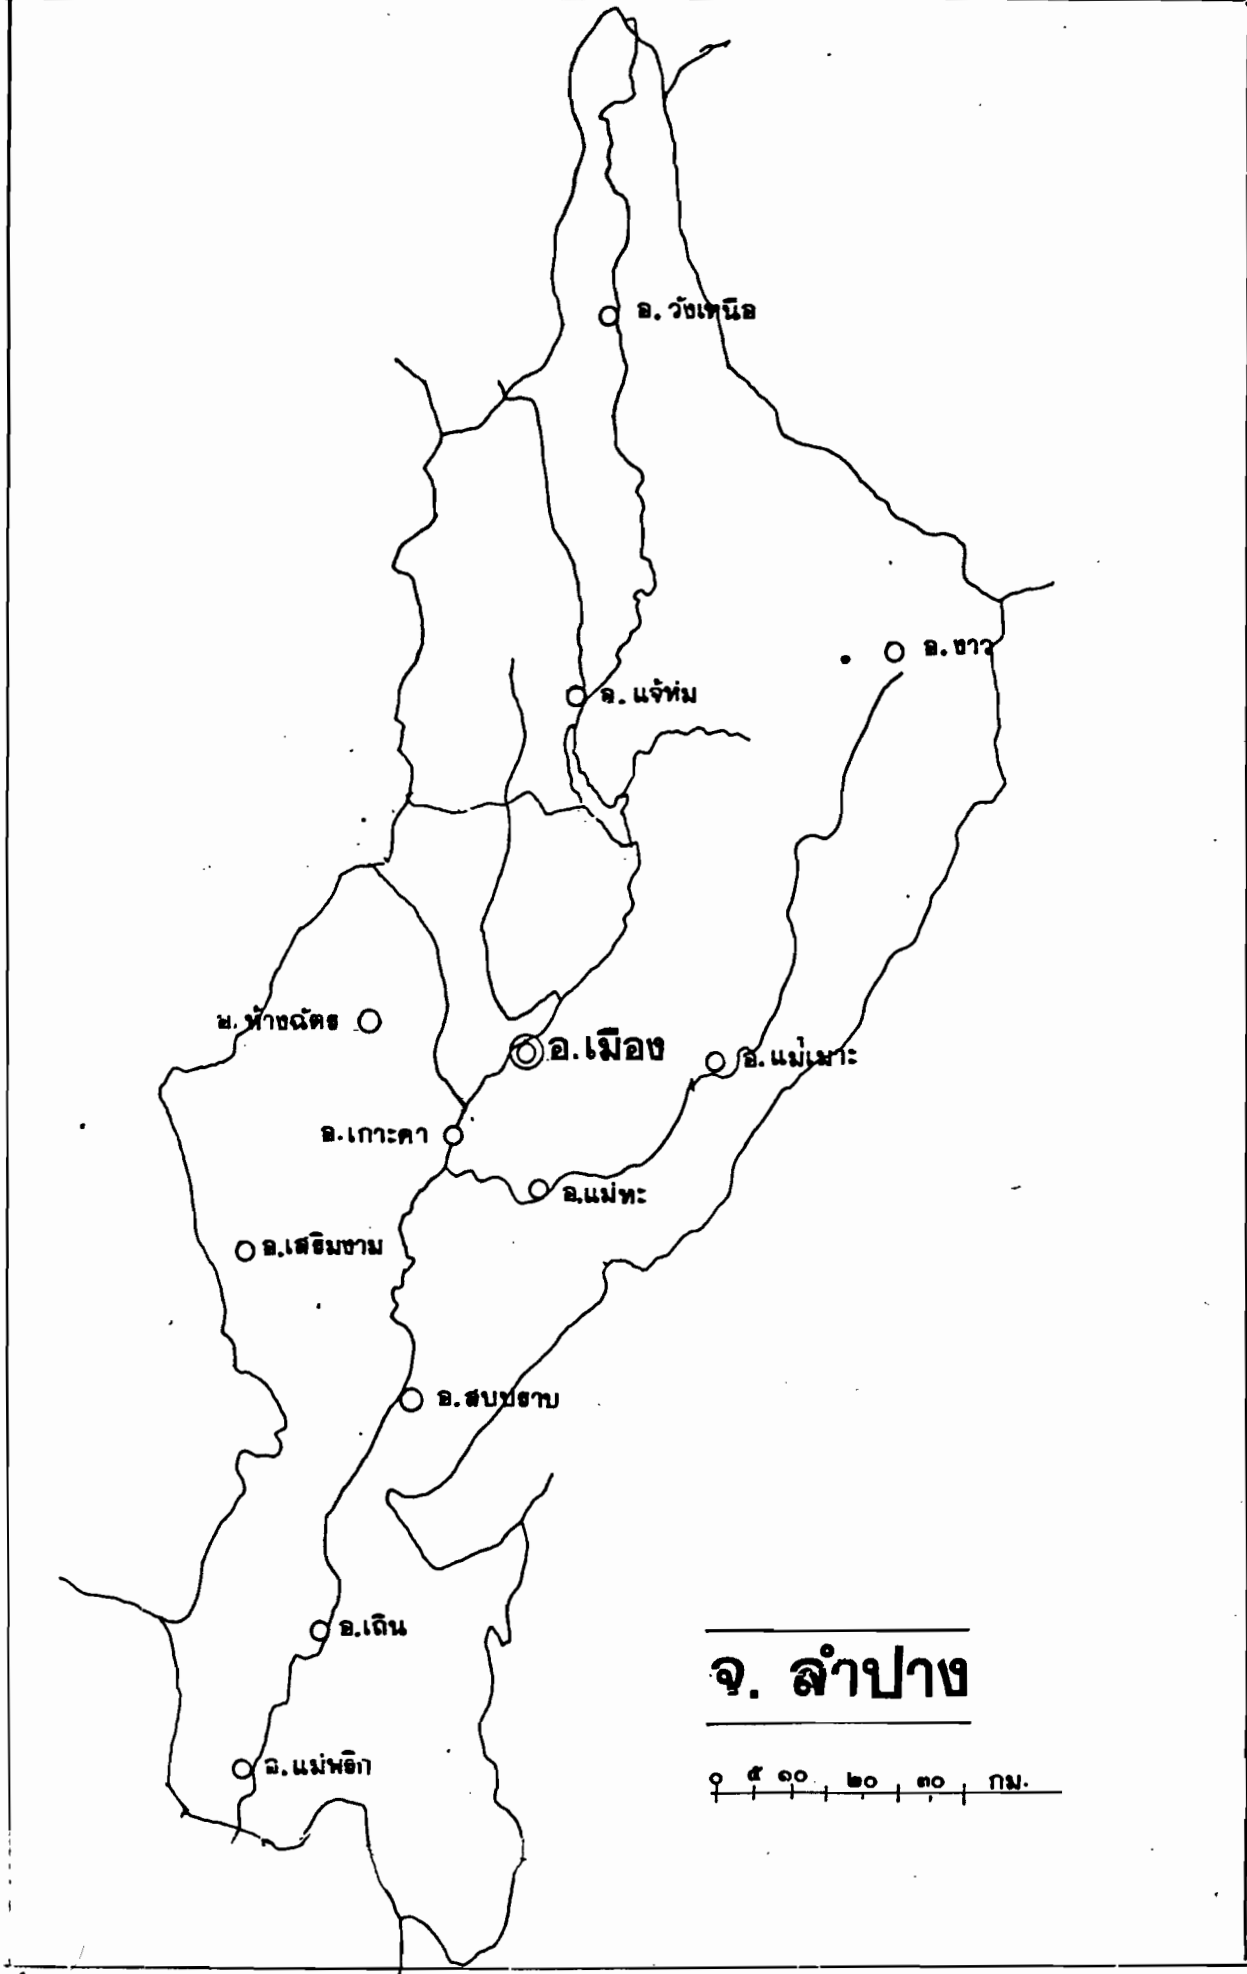 อ. วังเหนือ
อ. งาว
อ. แจ้ห่ม
อ. ห้างฉัตร
อ. เมือง
อ. แม่เมาะ
อ. เกาะคา
อ. แม่ทะ
อ. เสริมงาม
อ. สบปราบ
อ. เถิน
จ. ลำปาง
อ. แม่พริก
๐ ๕ ๑๐ ๒๐ ๓๐ กม.